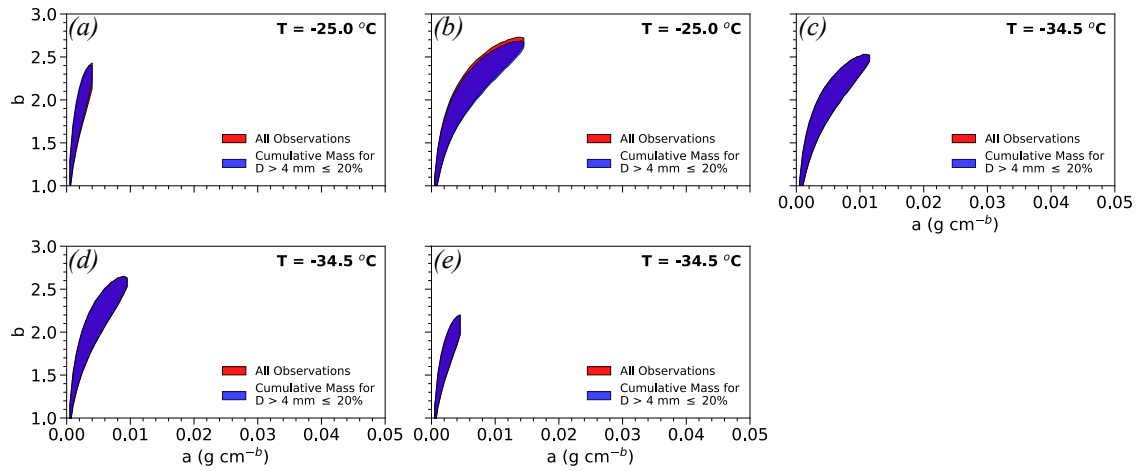 (a)
T = -25.0 °C
3.0
2.5
2.0
1.5
1.0
b
All Observations
Cumulative Mass for
D > 4 mm ≤ 20%
(b)
T = -25.0 °C
All Observations
Cumulative Mass for
D > 4 mm ≤ 20%
(c)
T = -34.5 °C
All Observations
Cumulative Mass for
D > 4 mm ≤ 20%
0.00 0.01 0.02 0.03 0.04 0.05
a (g cm⁻ᵇ)
(d)
T = -34.5 °C
3.0
2.5
2.0
1.5
1.0
b
All Observations
Cumulative Mass for
D > 4 mm ≤ 20%
0.00 0.01 0.02 0.03 0.04 0.05
a (g cm⁻ᵇ)
(e)
T = -34.5 °C
All Observations
Cumulative Mass for
D > 4 mm ≤ 20%
0.00 0.01 0.02 0.03 0.04 0.05
a (g cm⁻ᵇ)